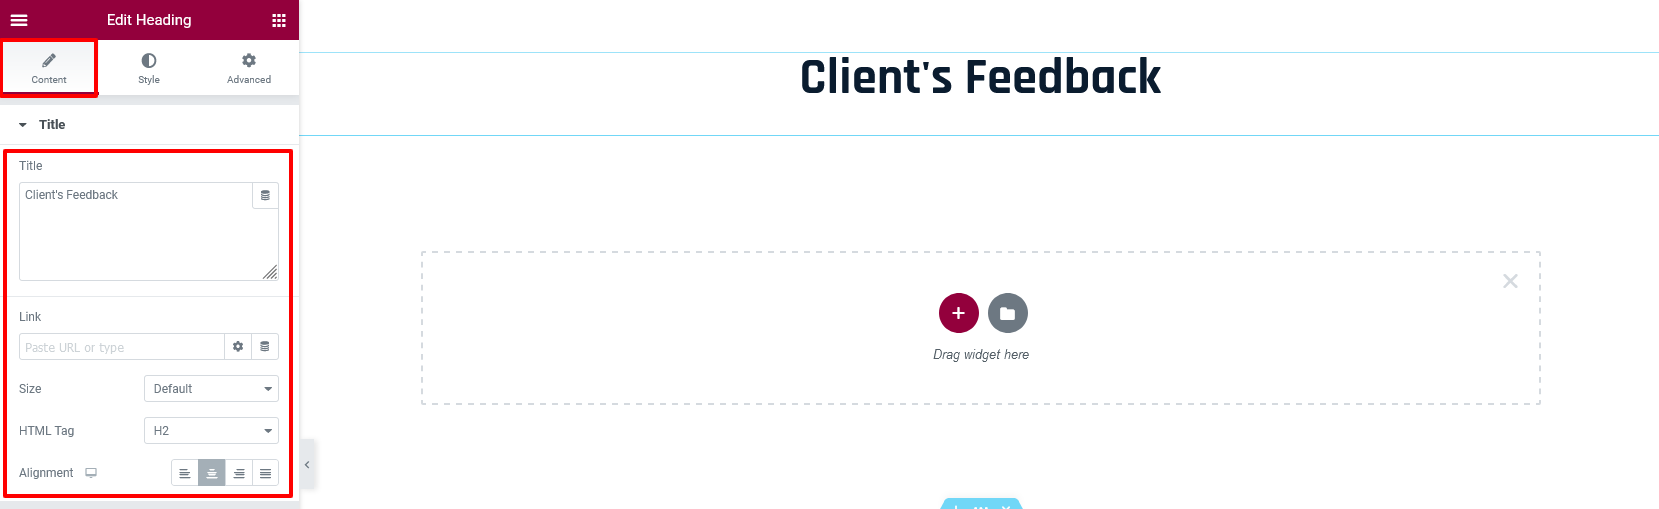 Edit Heading
Content Style Advanced
Title
Title
Client's Feedback
Link
Paste URL or type
Size Default
HTML Tag H2
Alignment
Client's Feedback
Drag widget here